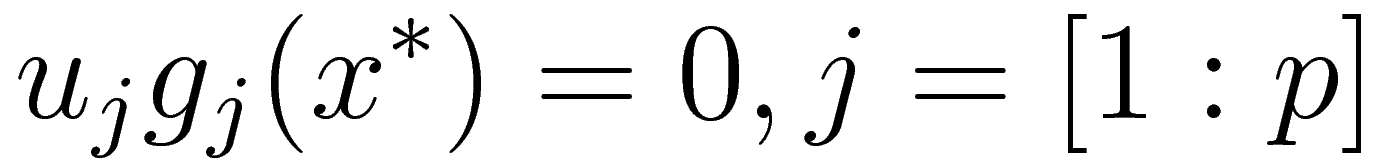 $u_j g_j(x^*) = 0, j = [1 : p]$